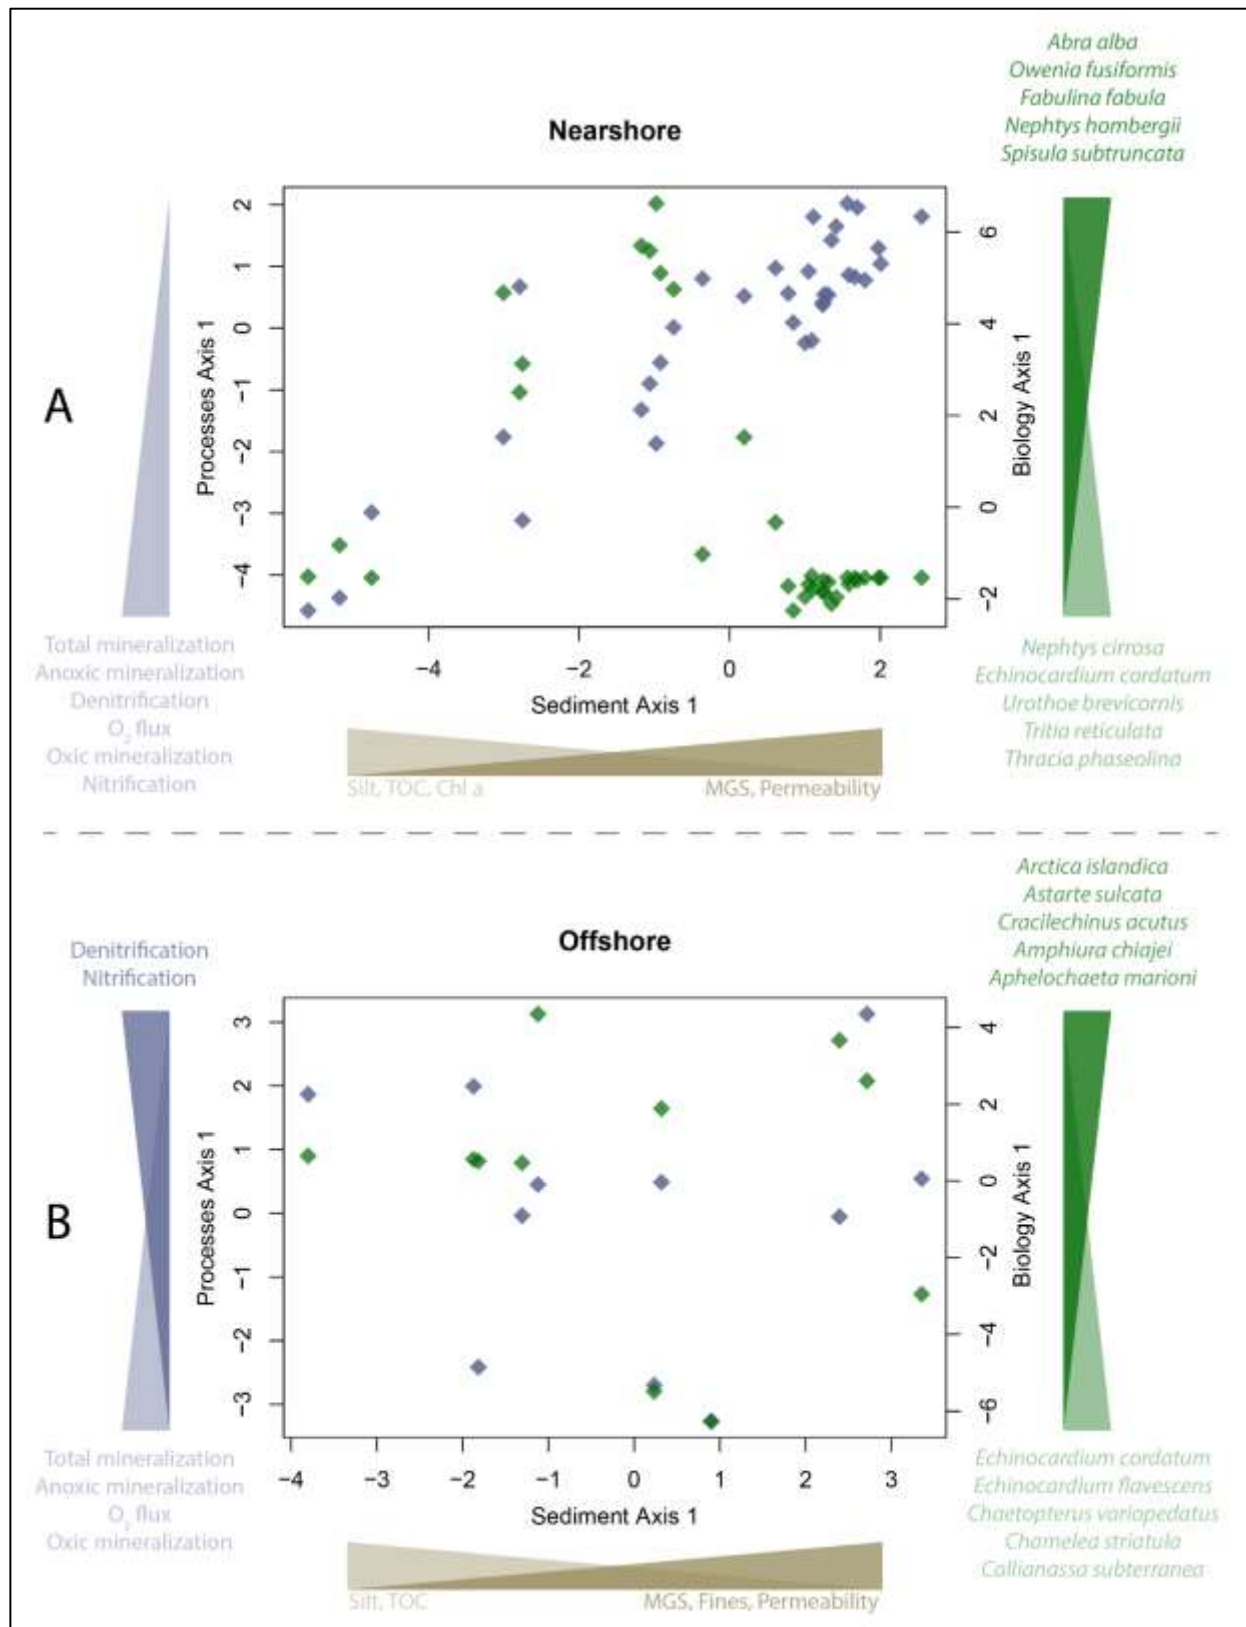 Abra alba
Owenia fusiformis
Fabulina fabula
Nephtys hombergii
Spisula subtruncata
Nearshore
A
Processes Axis 1
2
1
0
−1
−2
−3
−4
6
4
2
0
−2
Biology Axis 1
−4
−2
0
2
Sediment Axis 1
Total mineralization
Anoxic mineralization
Denitrification
O2 flux
Oxic mineralization
Nitrification
Silt, TOC, Chl a
MGS, Permeability
Nephtys cirrosa
Echinocardium cordatum
Urothoe brevicornis
Tritia reticulata
Thracia phaseolina
Arctica islandica
Astarte sulcata
Cracilechinus acutus
Amphiura chiajei
Aphelochaeta marioni
Denitrification
Nitrification
Offshore
B
Processes Axis 1
3
2
1
0
−1
−2
−3
4
2
0
−2
−4
−6
Biology Axis 1
−4
−3
−2
−1
0
1
2
3
Sediment Axis 1
Total mineralization
Anoxic mineralization
O2 flux
Oxic mineralization
Silt, TOC
MGS, Fines, Permeability
Echinocardium cordatum
Echinocardium flavescens
Chaetopterus variopedatus
Chamelea striatula
Callianassa subterranea